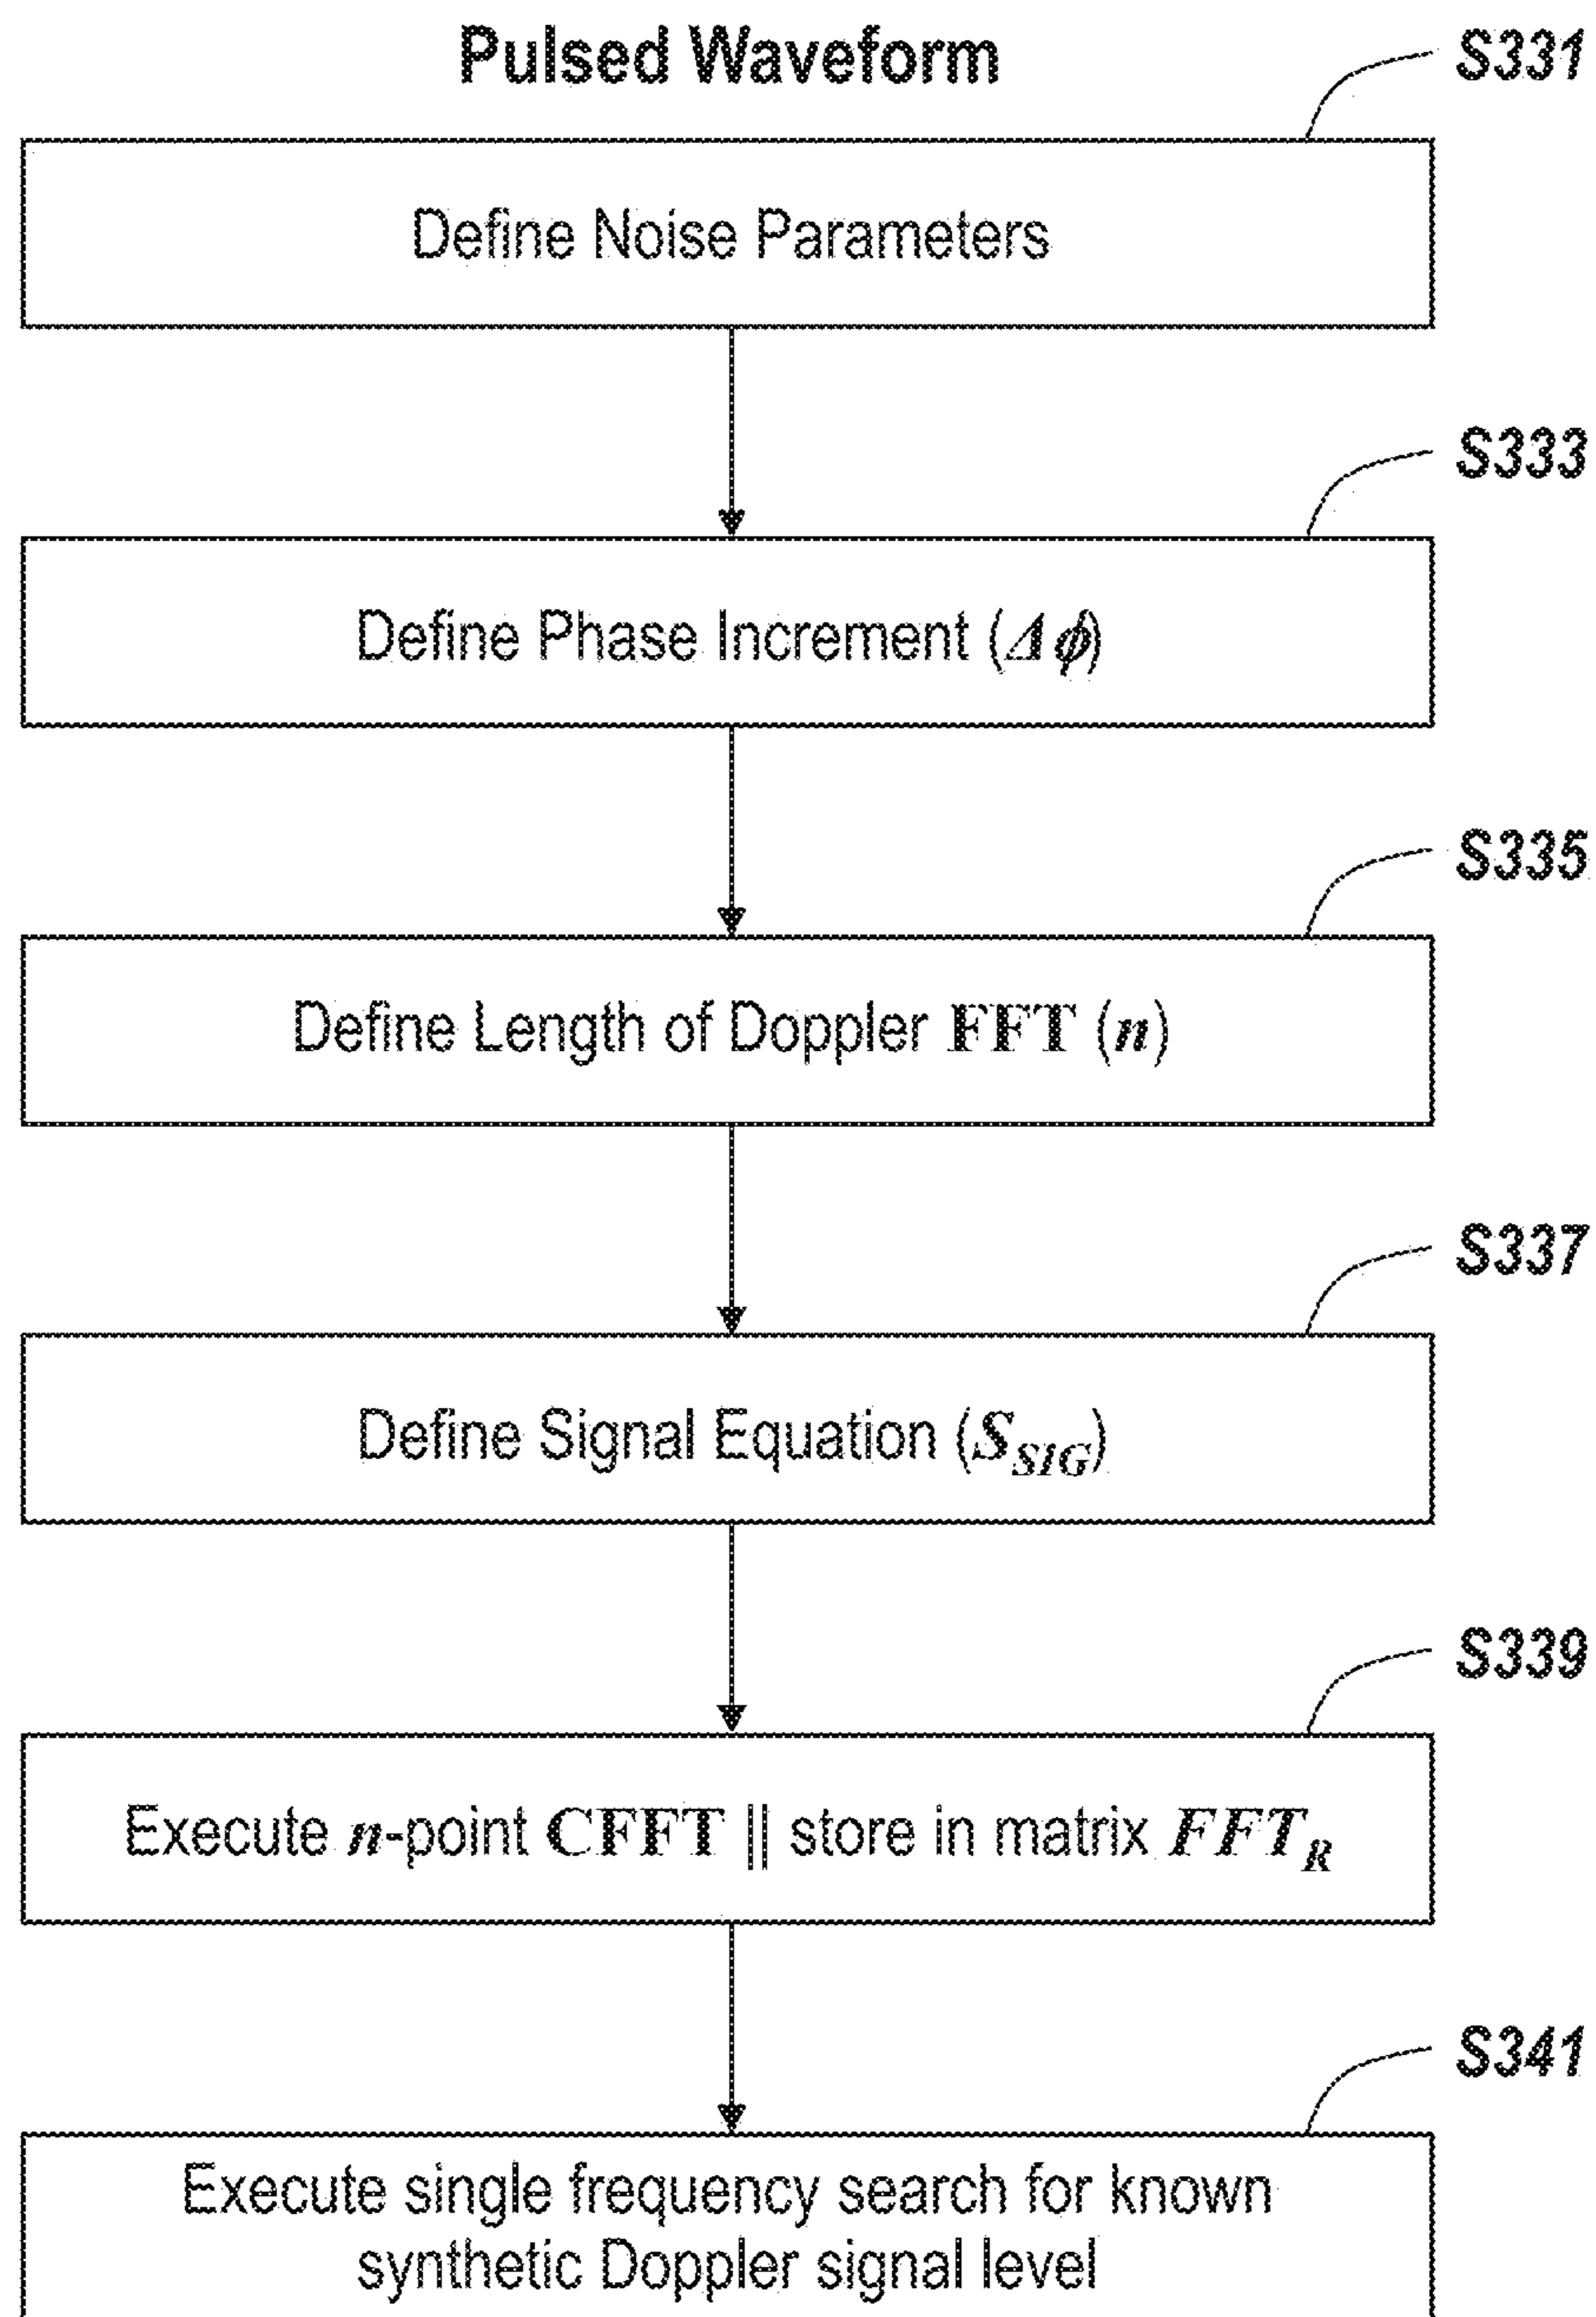 Pulsed Waveform
S331
Define Noise Parameters
S333
Define Phase Increment (Δϕ)
S335
Define Length of Doppler FFT (n)
S337
Define Signal Equation (S_SIG)
S339
Execute n-point CFFT || store in matrix FFT_R
S341
Execute single frequency search for known
synthetic Doppler signal level